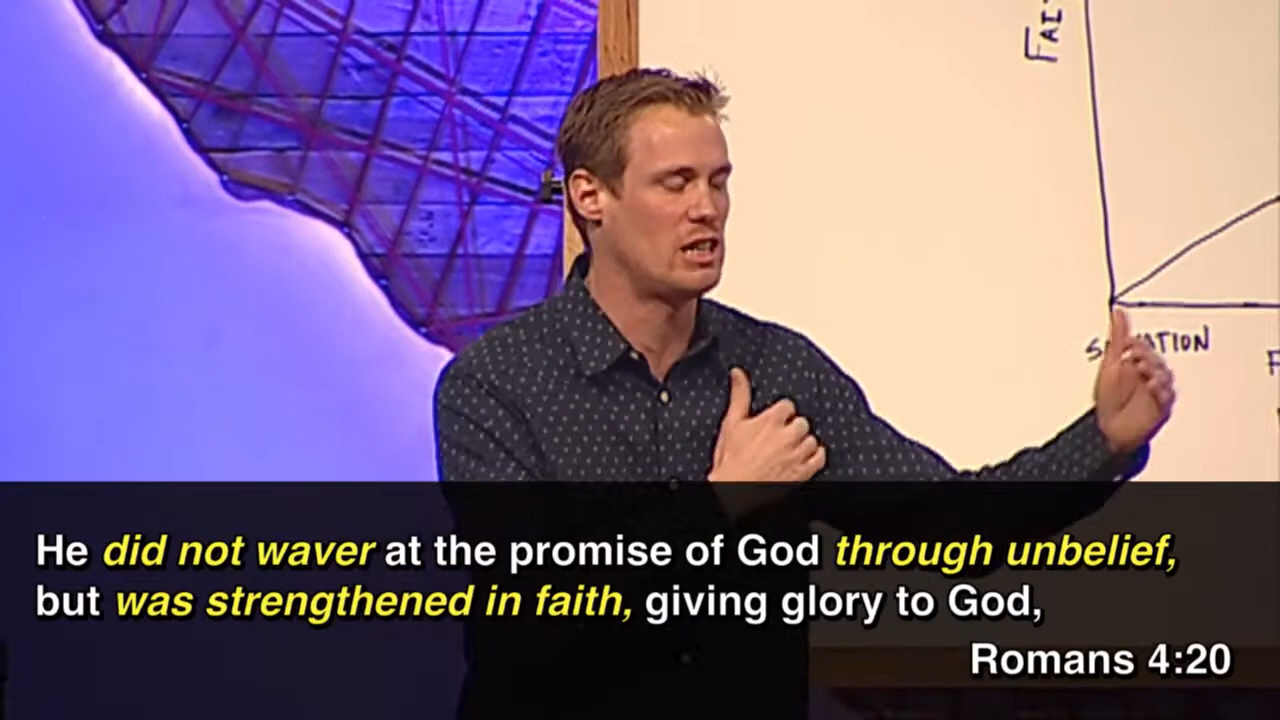 He did not waver at the promise of God through unbelief,
but was strengthened in faith, giving glory to God,
Romans 4:20